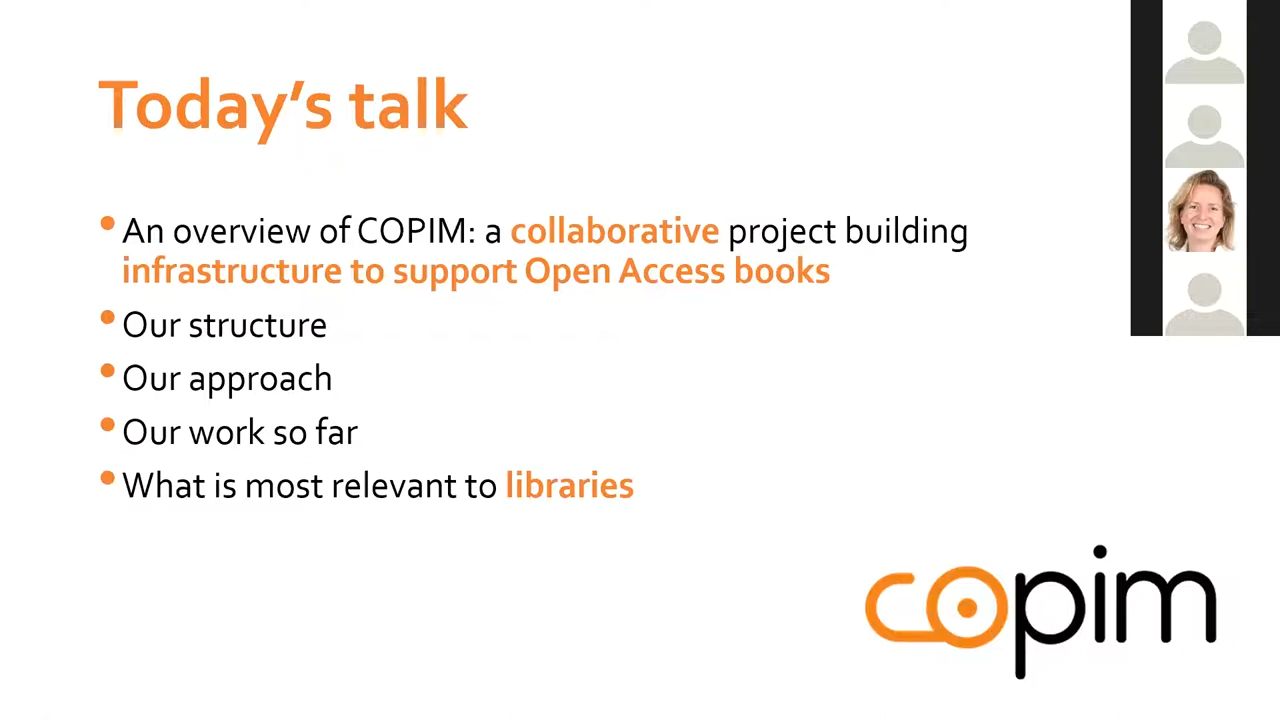 Today's talk
• An overview of COPIM: a collaborative project building
infrastructure to support Open Access books
• Our structure
• Our approach
• Our work so far
• What is most relevant to libraries
copim